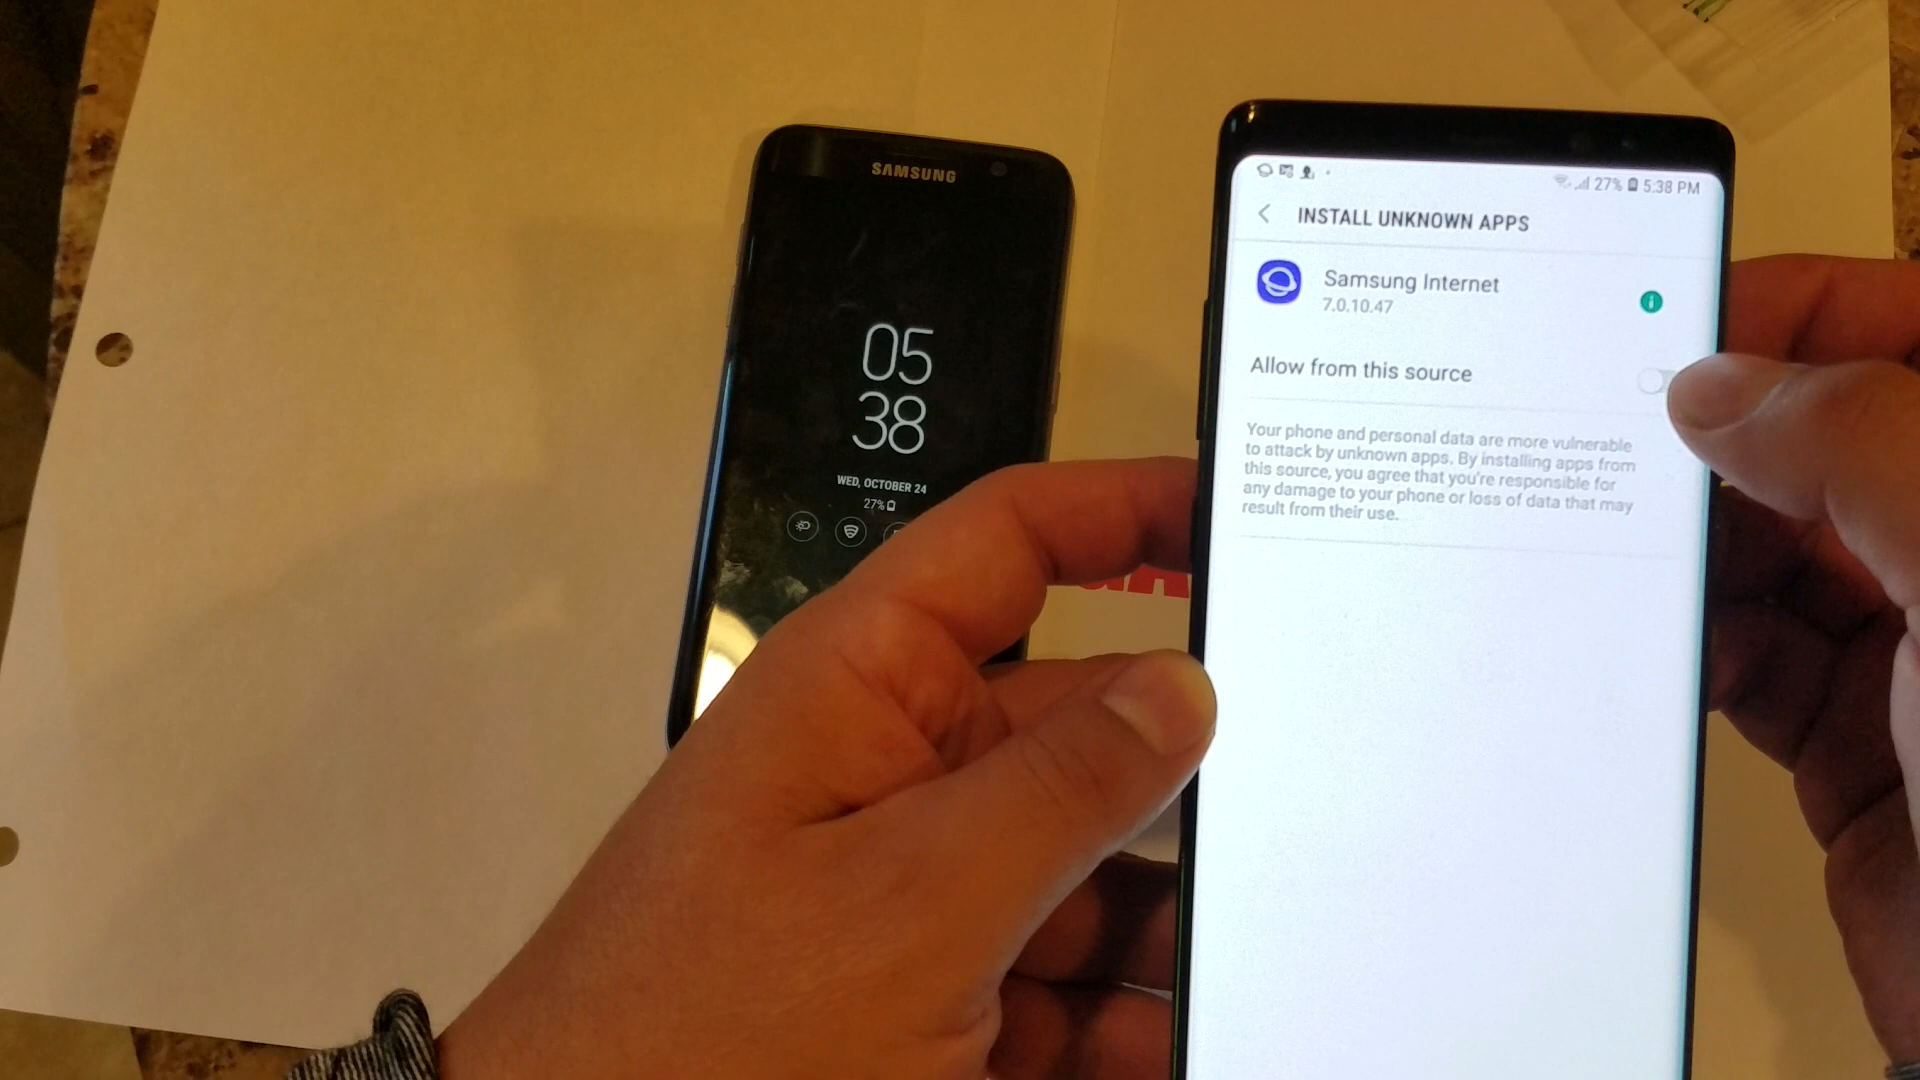 SAMSUNG
05
38
WED, OCTOBER 24
27%
27% 5:38 PM
INSTALL UNKNOWN APPS
Samsung Internet
7.0.10.47
Allow from this source
Your phone and personal data are more vulnerable
to attack by unknown apps. By installing apps from
this source, you agree that you're responsible for
any damage to your phone or loss of data that may
result from their use.